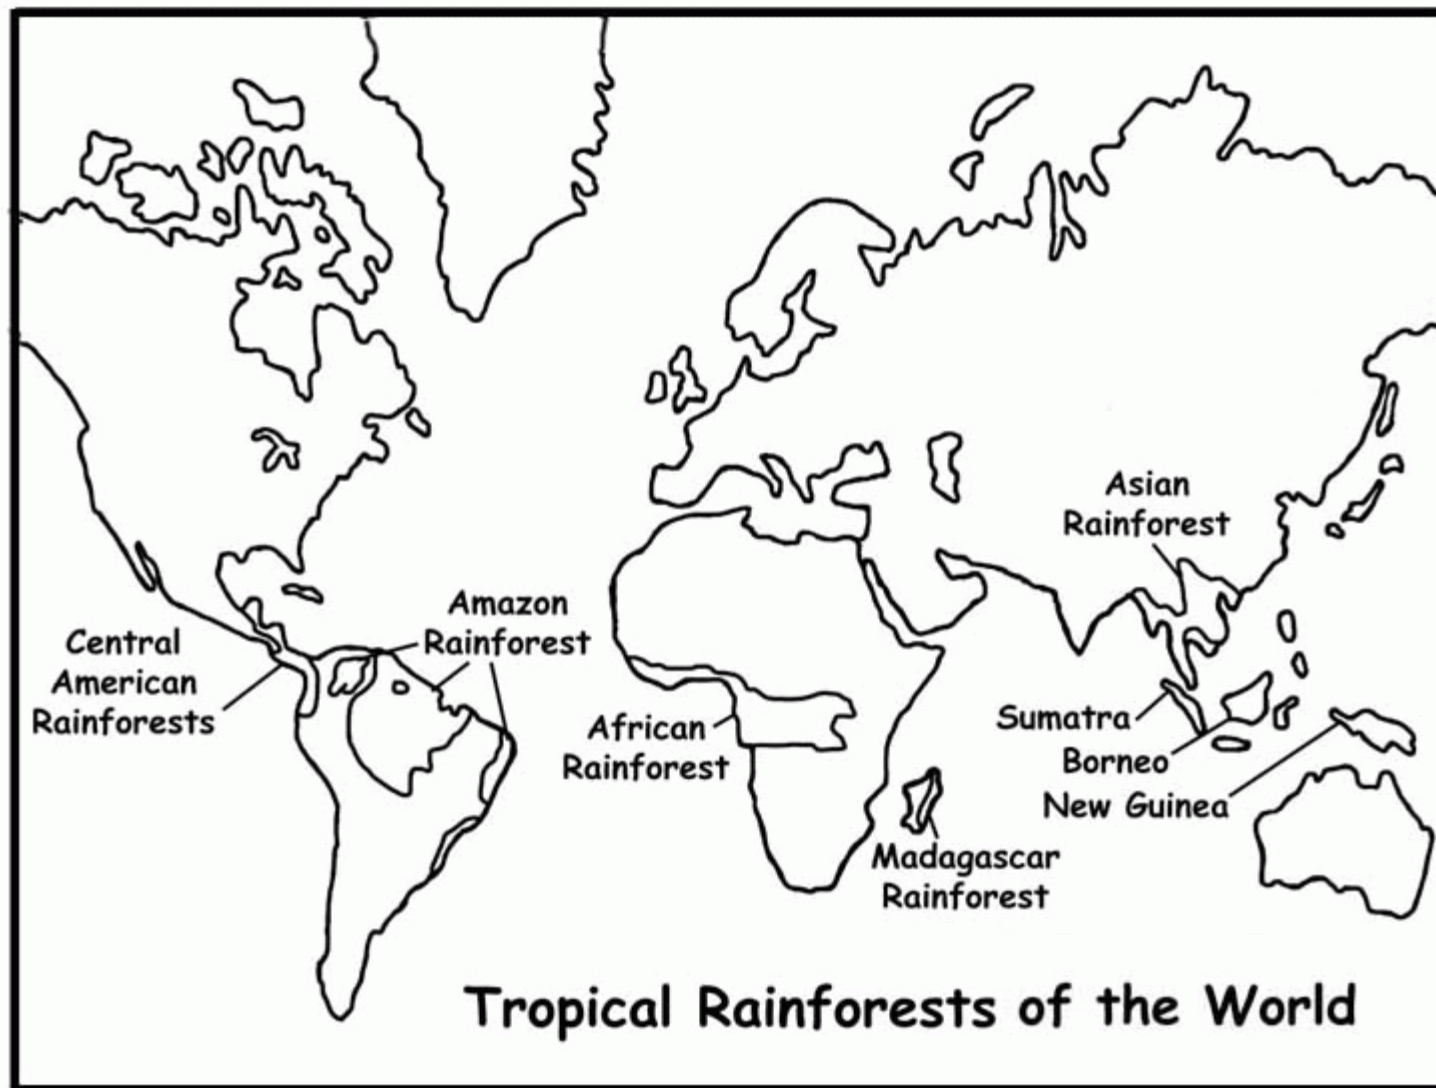 Asian
Rainforest
Amazon
Rainforest
Central
American
Rainforests
African
Rainforest
Sumatra
Borneo
New Guinea
Madagascar
Rainforest
Tropical Rainforests of the World